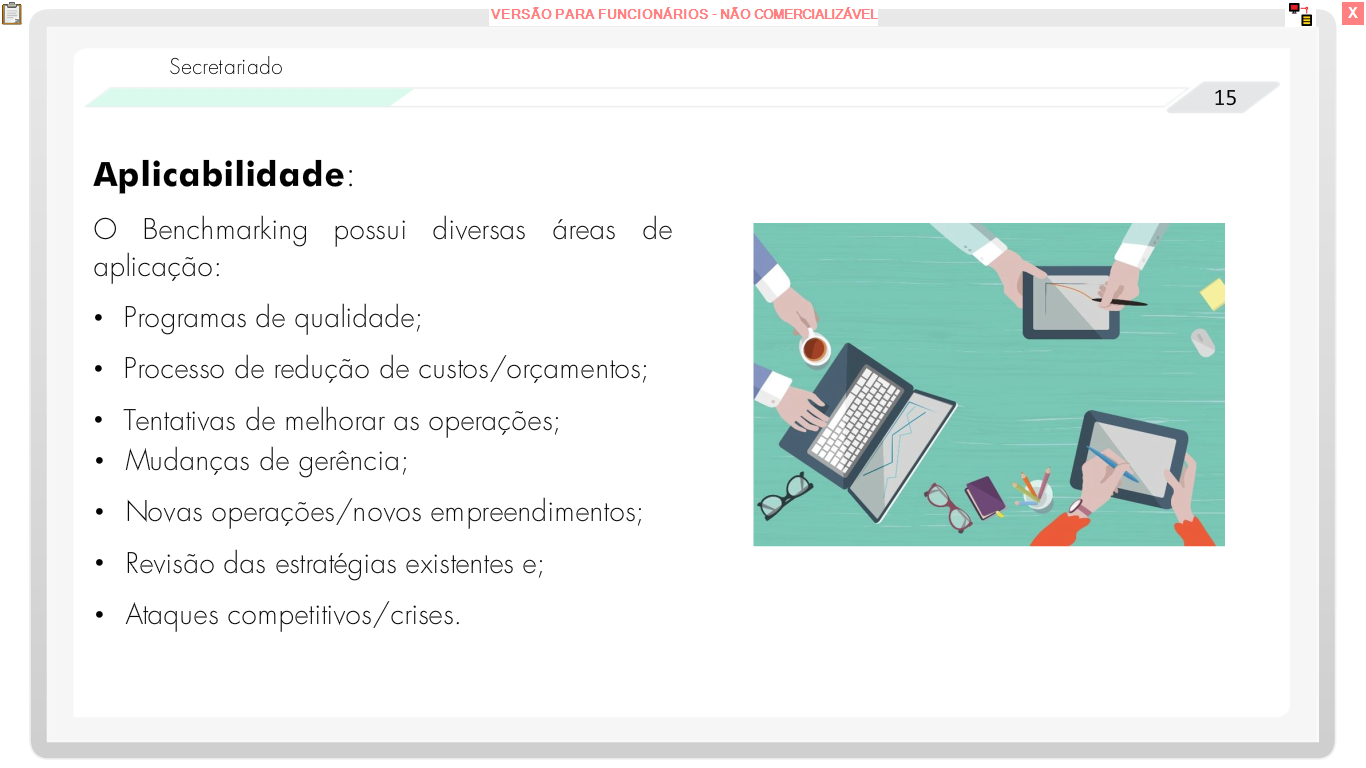 VERSÃO PARA FUNCIONÁRIOS - NÃO COMERCIALIZÁVEL
X
Secretariado
15
Aplicabilidade:
O Benchmarking possui diversas áreas de
aplicação:
• Programas de qualidade;
• Processo de redução de custos/orçamentos;
• Tentativas de melhorar as operações;
• Mudanças de gerência;
• Novas operações/novos empreendimentos;
• Revisão das estratégias existentes e;
• Ataques competitivos/crises.